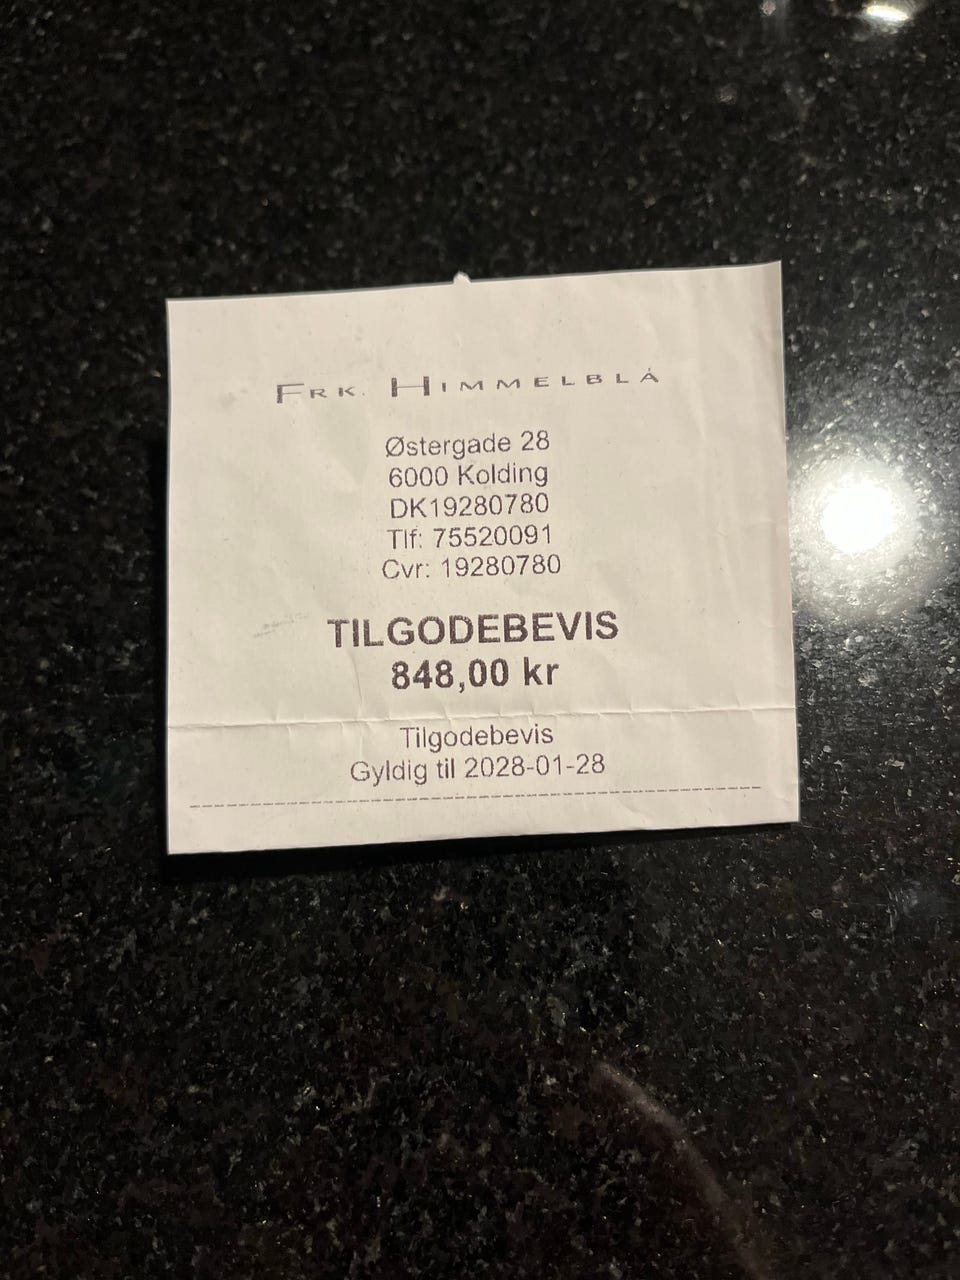 FRK. HIMMELBLÅ
Østergade 28
6000 Kolding
DK19280780
Tlf: 75520091
Cvr: 19280780
TILGODEBEVIS
848,00 kr
Tilgodebevis
Gyldig til 2028-01-28